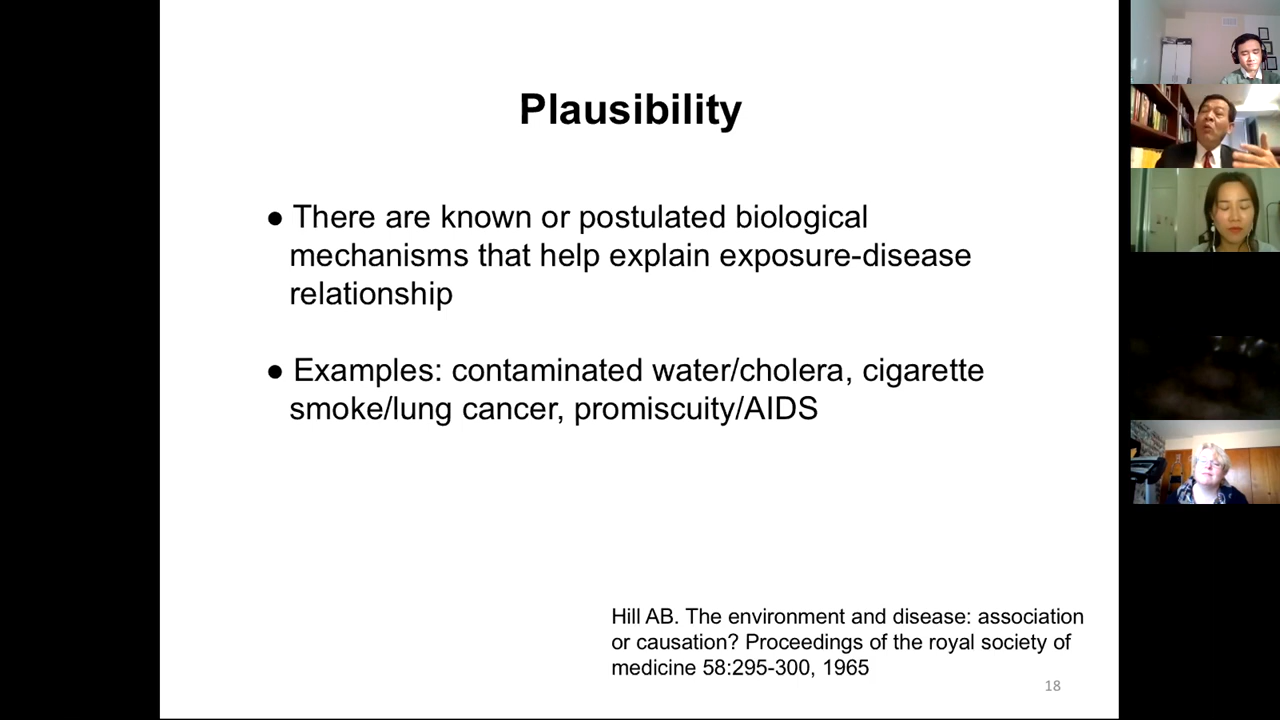 Plausibility
● There are known or postulated biological
mechanisms that help explain exposure-disease
relationship
● Examples: contaminated water/cholera, cigarette
smoke/lung cancer, promiscuity/AIDS
Hill AB. The environment and disease: association
or causation? Proceedings of the royal society of
medicine 58:295-300, 1965
18